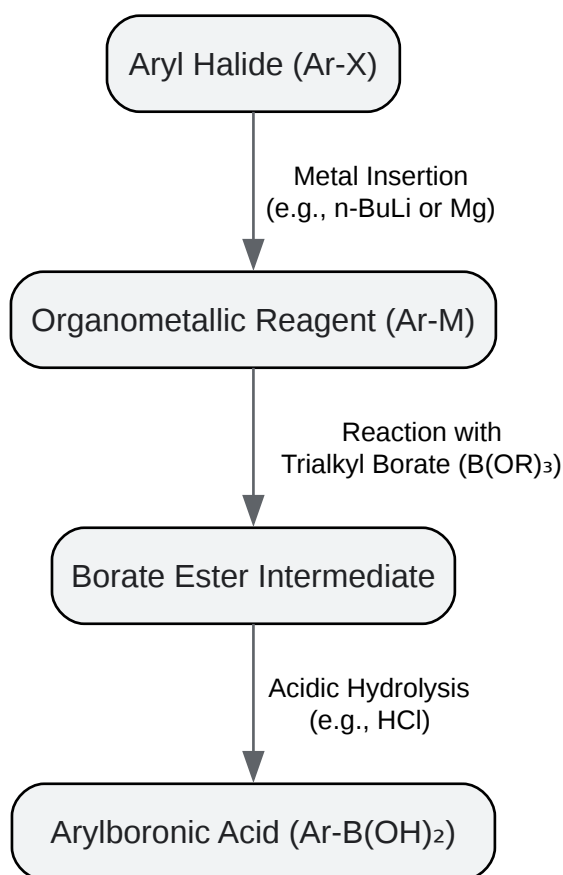 Aryl Halide (Ar-X)
Metal Insertion
(e.g., n-BuLi or Mg)
Organometallic Reagent (Ar-M)
Reaction with
Trialkyl Borate (B(OR)₃)
Borate Ester Intermediate
Acidic Hydrolysis
(e.g., HCl)
Arylboronic Acid (Ar-B(OH)₂)